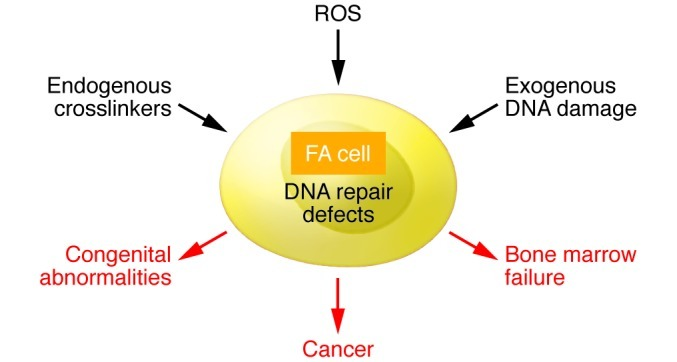 ROS
Endogenous
crosslinkers
Exogenous
DNA damage
FA cell
DNA repair
defects
Congenital
abnormalities
Bone marrow
failure
Cancer